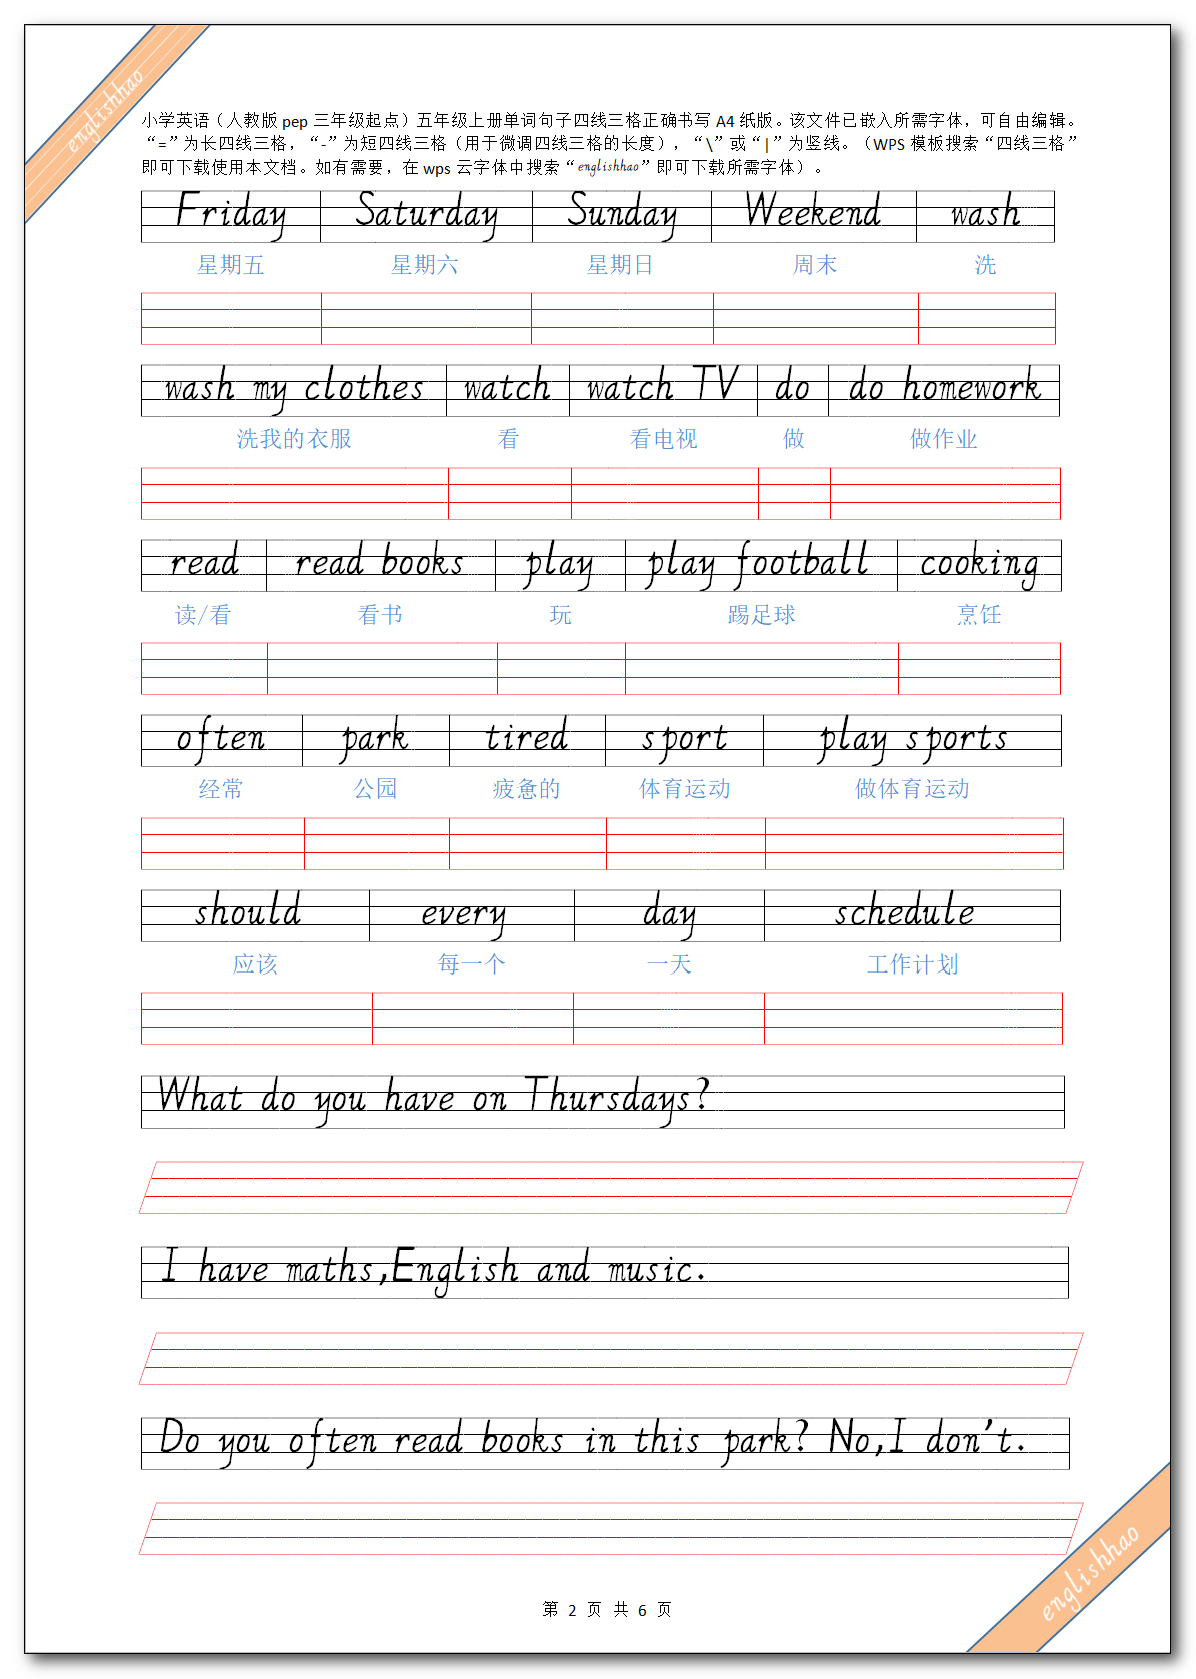 englishhao
小学英语（人教版 pep 三年级起点）五年级上册单词句子四线三格正确书写 A4 纸版。该文件已嵌入所需字体，可自由编辑。
“=”为长四线三格，“-”为短四线三格（用于微调四线三格的长度），“\”或“|”为竖线。（WPS 模板搜索“四线三格”
即可下载使用本文档。如有需要，在 wps 云字体中搜索“englishhao”即可下载所需字体）。
Friday Saturday Sunday Weekend wash
星期五 星期六 星期日 周末 洗
wash my clothes watch watch TV do do homework
洗我的衣服 看 看电视 做 做作业
read read books play play football cooking
读/看 看书 玩 踢足球 烹饪
often park tired sport play sports
经常 公园 疲惫的 体育运动 做体育运动
should every day schedule
应该 每一个 一天 工作计划
What do you have on Thursdays?
I have maths,English and music.
Do you often read books in this park? No,I don't.
englishhao
第 2 页 共 6 页